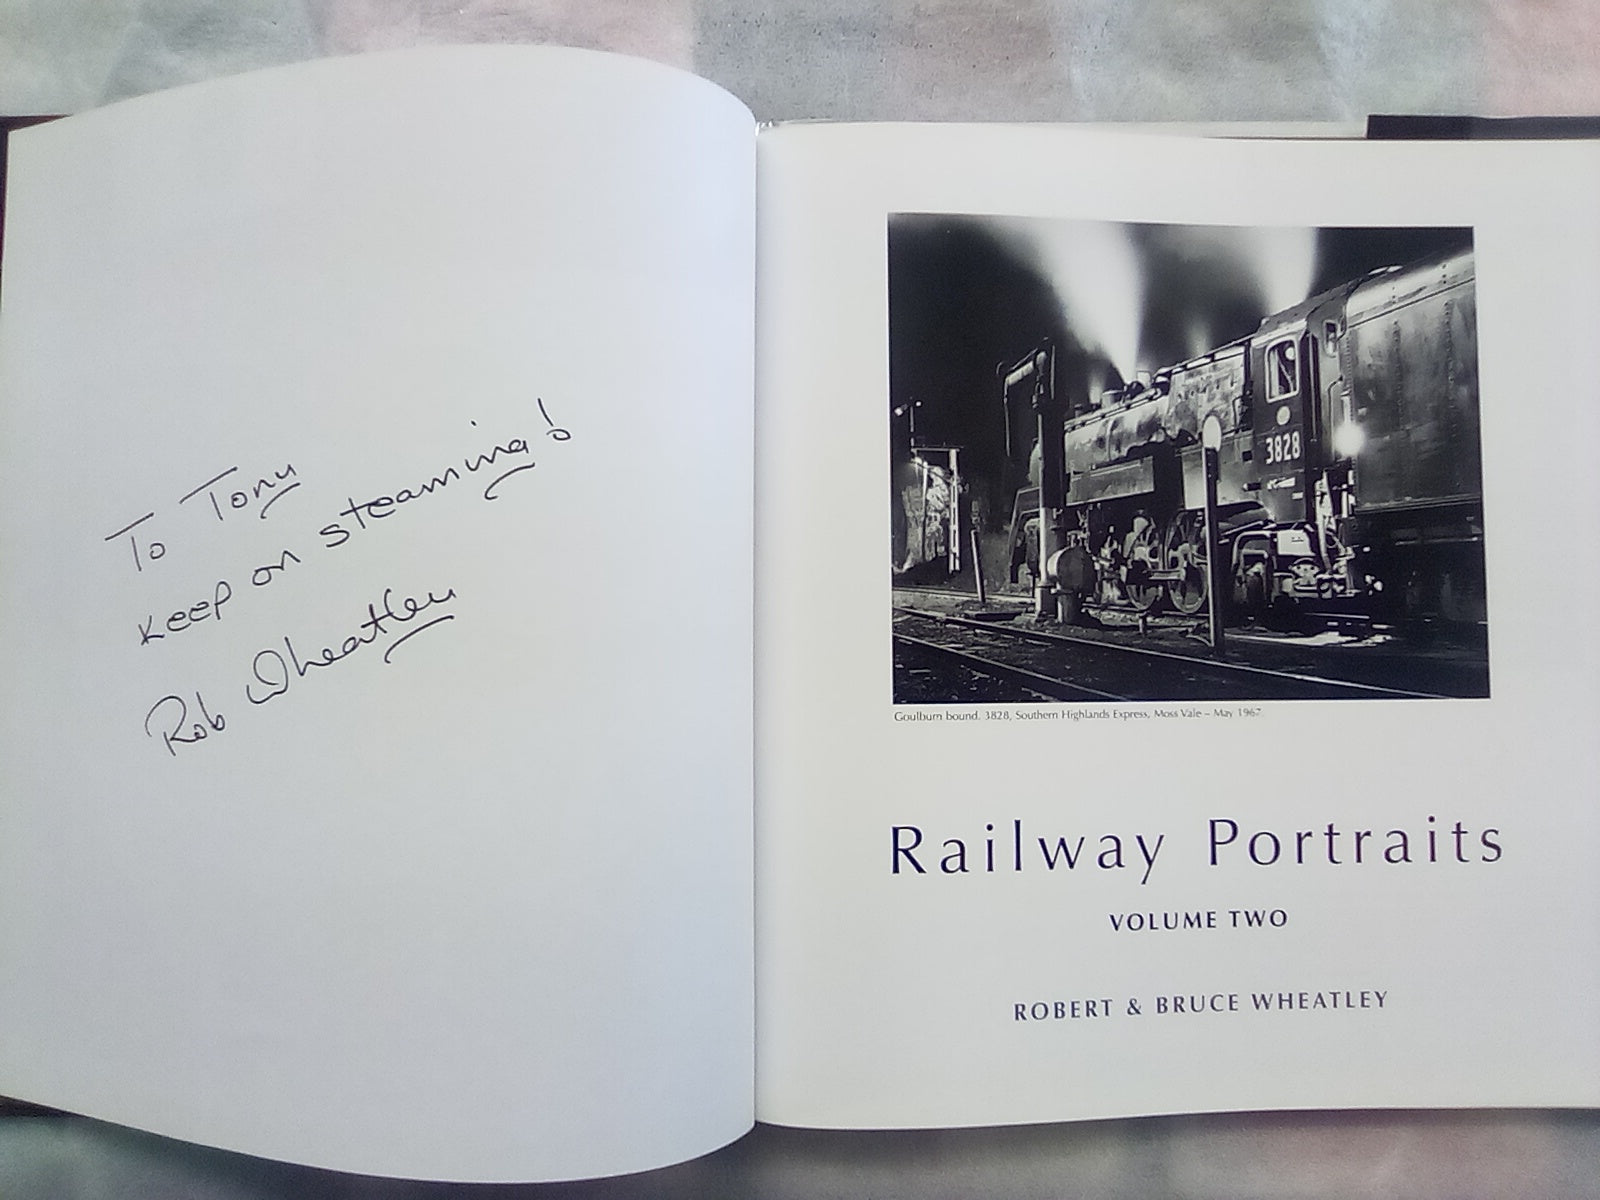 To Tony
keep on steaming!
Rob Wheatley
3828
Goulburn bound. 3828, Southern Highlands Express, Moss Vale – May 1967.
Railway Portraits
VOLUME TWO
ROBERT & BRUCE WHEATLEY